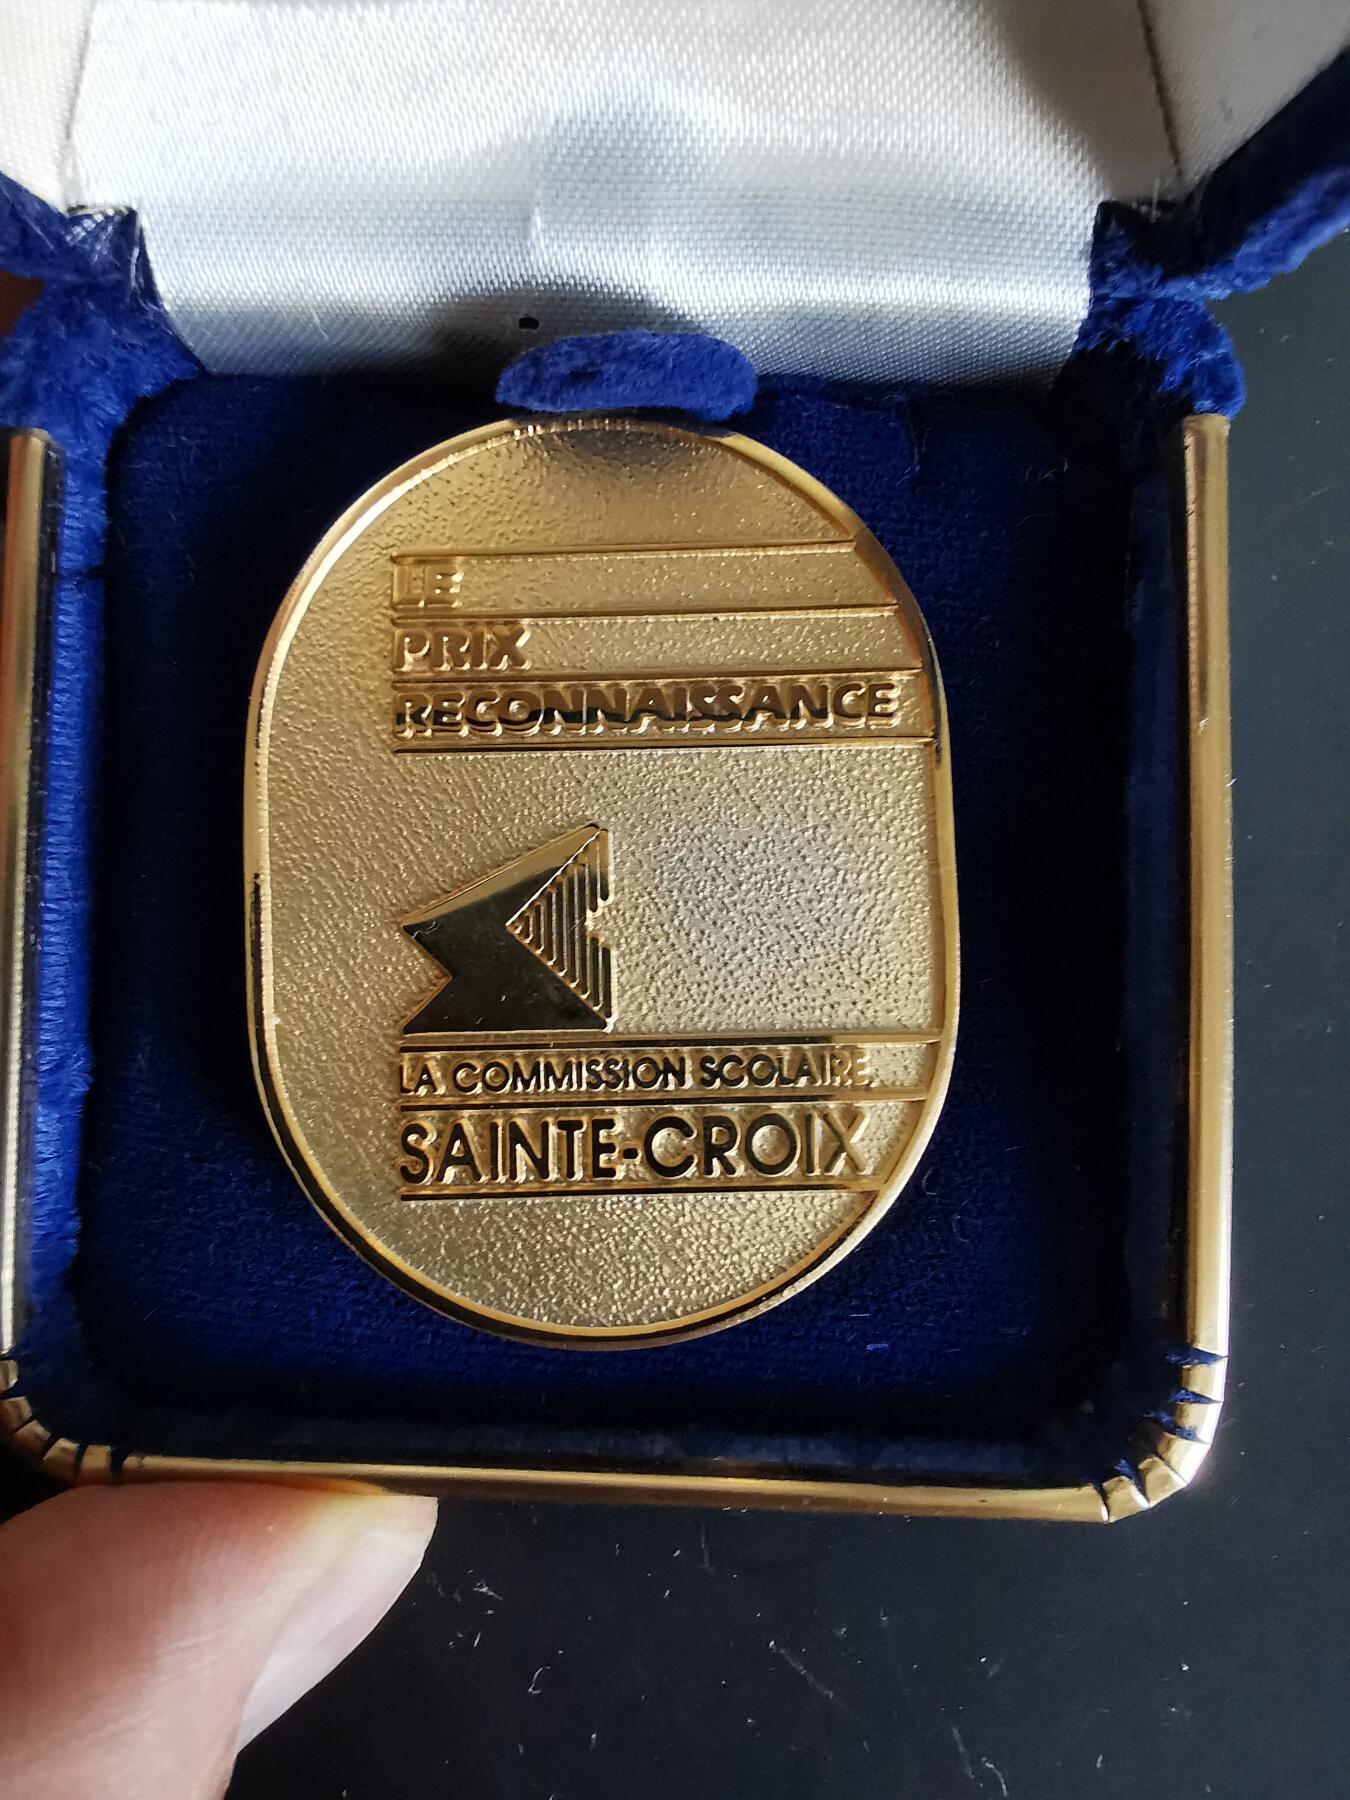 LE
PRIX
RECONNAISSANCE
LA COMMISSION SCOLAIRE
SAINTE-CROIX